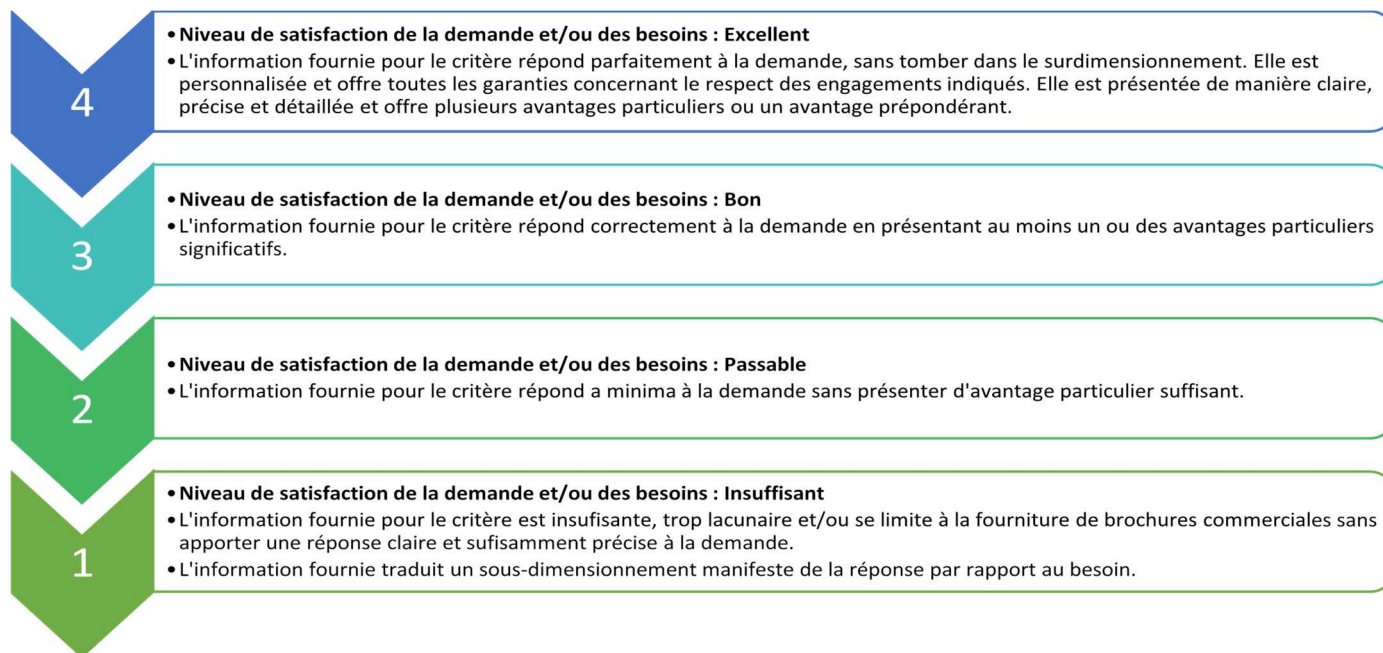 4
•Niveau de satisfaction de la demande et/ou des besoins : Excellent
•L'information fournie pour le critère répond parfaitement à la demande, sans tomber dans le surdimensionnement. Elle est
personnalisée et offre toutes les garanties concernant le respect des engagements indiqués. Elle est présentée de manière claire,
précise et détaillée et offre plusieurs avantages particuliers ou un avantage prépondérant.
3
•Niveau de satisfaction de la demande et/ou des besoins : Bon
•L'information fournie pour le critère répond correctement à la demande en présentant au moins un ou des avantages particuliers
significatifs.
2
•Niveau de satisfaction de la demande et/ou des besoins : Passable
•L'information fournie pour le critère répond a minima à la demande sans présenter d'avantage particulier suffisant.
1
•Niveau de satisfaction de la demande et/ou des besoins : Insuffisant
•L'information fournie pour le critère est insufisante, trop lacunaire et/ou se limite à la fourniture de brochures commerciales sans
apporter une réponse claire et sufisamment précise à la demande.
•L'information fournie traduit un sous-dimensionnement manifeste de la réponse par rapport au besoin.